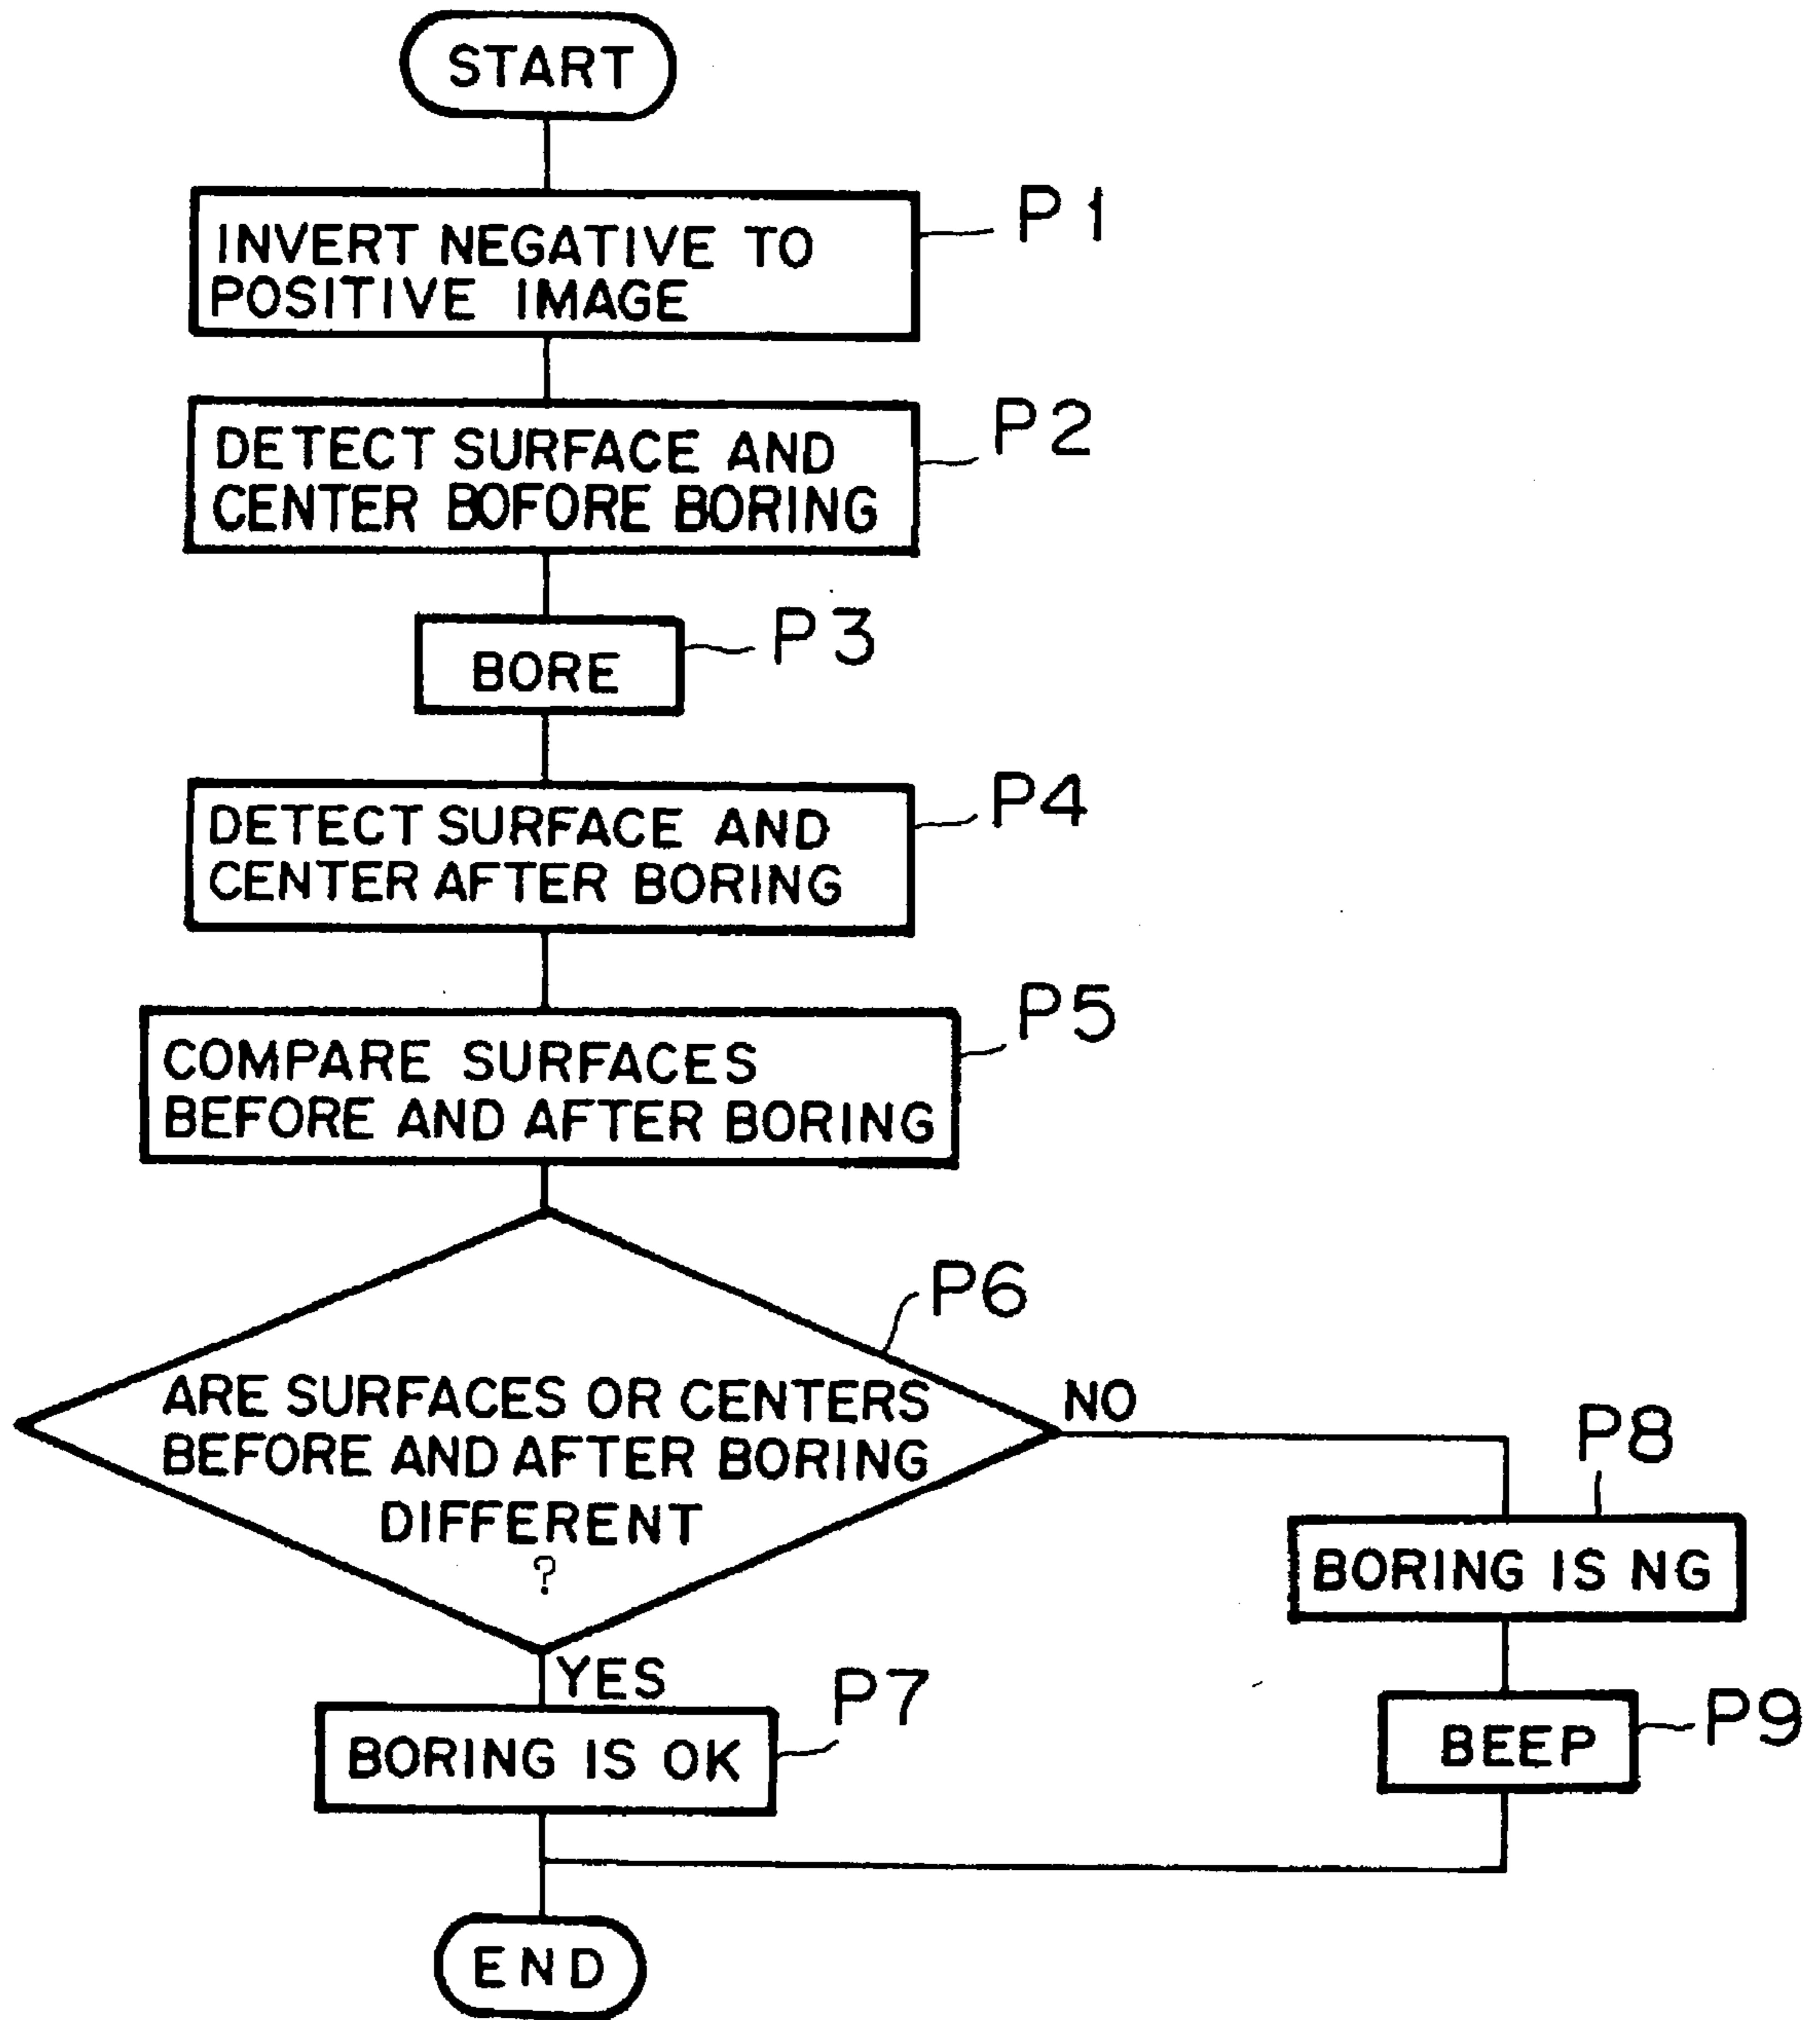 START
INVERT NEGATIVE TO
POSITIVE IMAGE
P1
DETECT SURFACE AND
CENTER BOFORE BORING
P2
BORE
P3
DETECT SURFACE AND
CENTER AFTER BORING
P4
COMPARE SURFACES
BEFORE AND AFTER BORING
P5
P6
ARE SURFACES OR CENTERS
BEFORE AND AFTER BORING
DIFFERENT
?
NO
P8
BORING IS NG
YES
P7
BORING IS OK
BEEP
P9
END